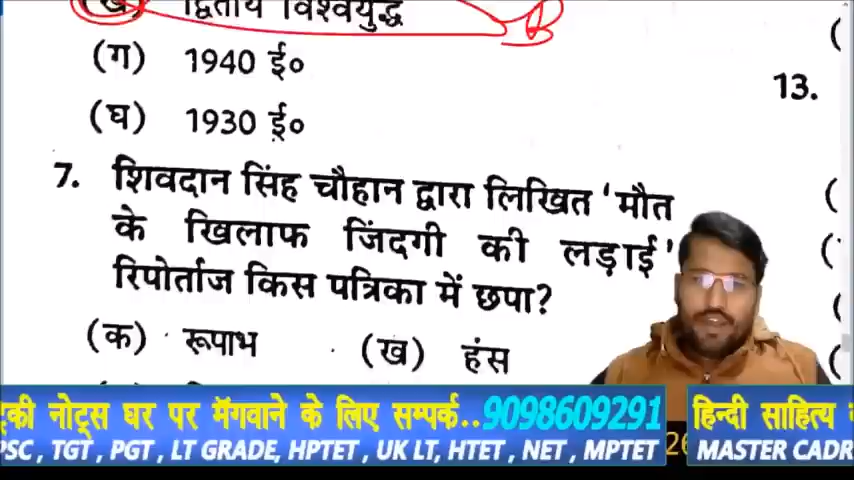 (ख) द्वितीय विश्वयुद्ध
(ग) 1940 ई०
(घ) 1930 ई०
13.
7. शिवदान सिंह चौहान द्वारा लिखित 'मौत
के खिलाफ जिंदगी की लड़ाई'
रिपोर्ताज किस पत्रिका में छपा?
(क) रूपाभ (ख) हंस
नोट्स घर पर मॅगवाने के लिए सम्पर्क..9098609291 हिन्दी साहित्य
PSC, TGT, PGT, LT GRADE, HPTET, UK LT, HTET, NET, MPTET MASTER CADR